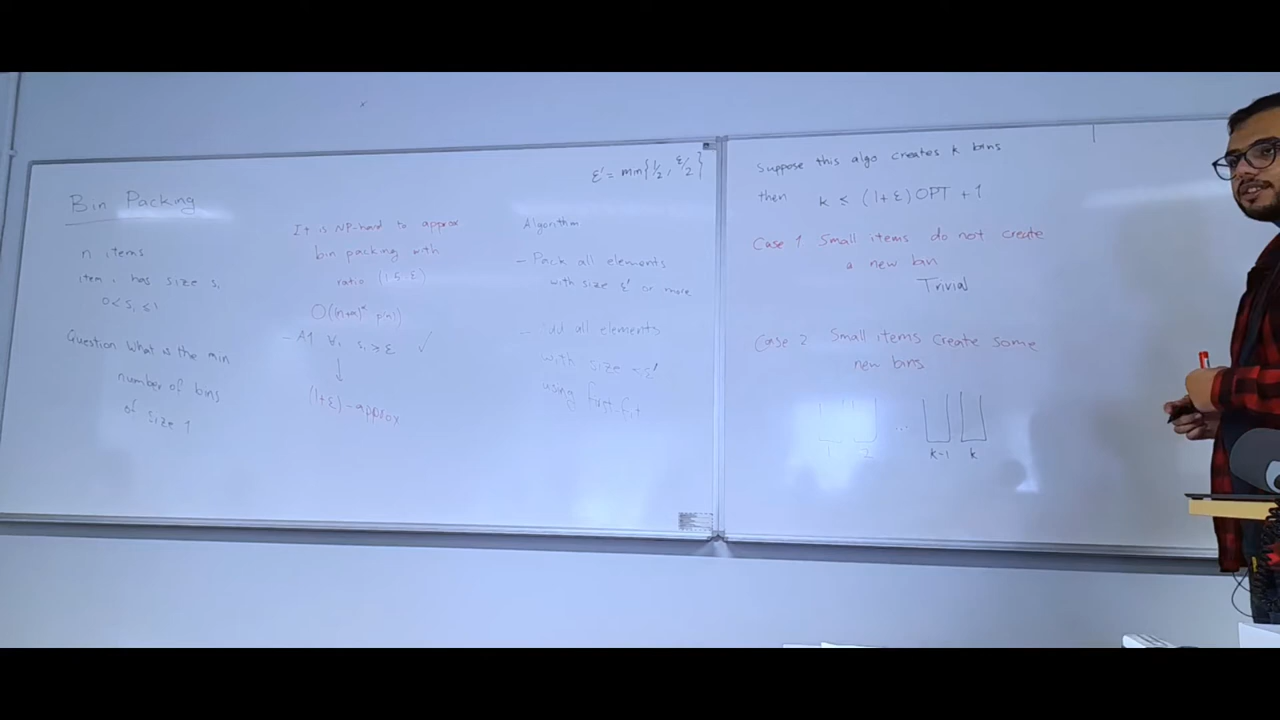 Bin Packing
n items
item i has size sᵢ
0 < sᵢ ≤ 1
Question What is the min
number of bins
of size 1
It is NP-hard to approx
bin packing with
ratio (1.5-ε)
- A1 ∀i sᵢ ≥ ε ✓
(1+ε)-approx
ε' = min{1/2, ε/2}
Algorithm
- Pack all elements
with size ε' or more
- Add all elements
with size < ε'
using first-fit
Suppose this algo creates k bins
then k ≤ (1+ε) OPT + 1
Case 1 Small items do not create
a new bin
Trivial
Case 2 Small items create some
new bins
1 2 ... k-1 k